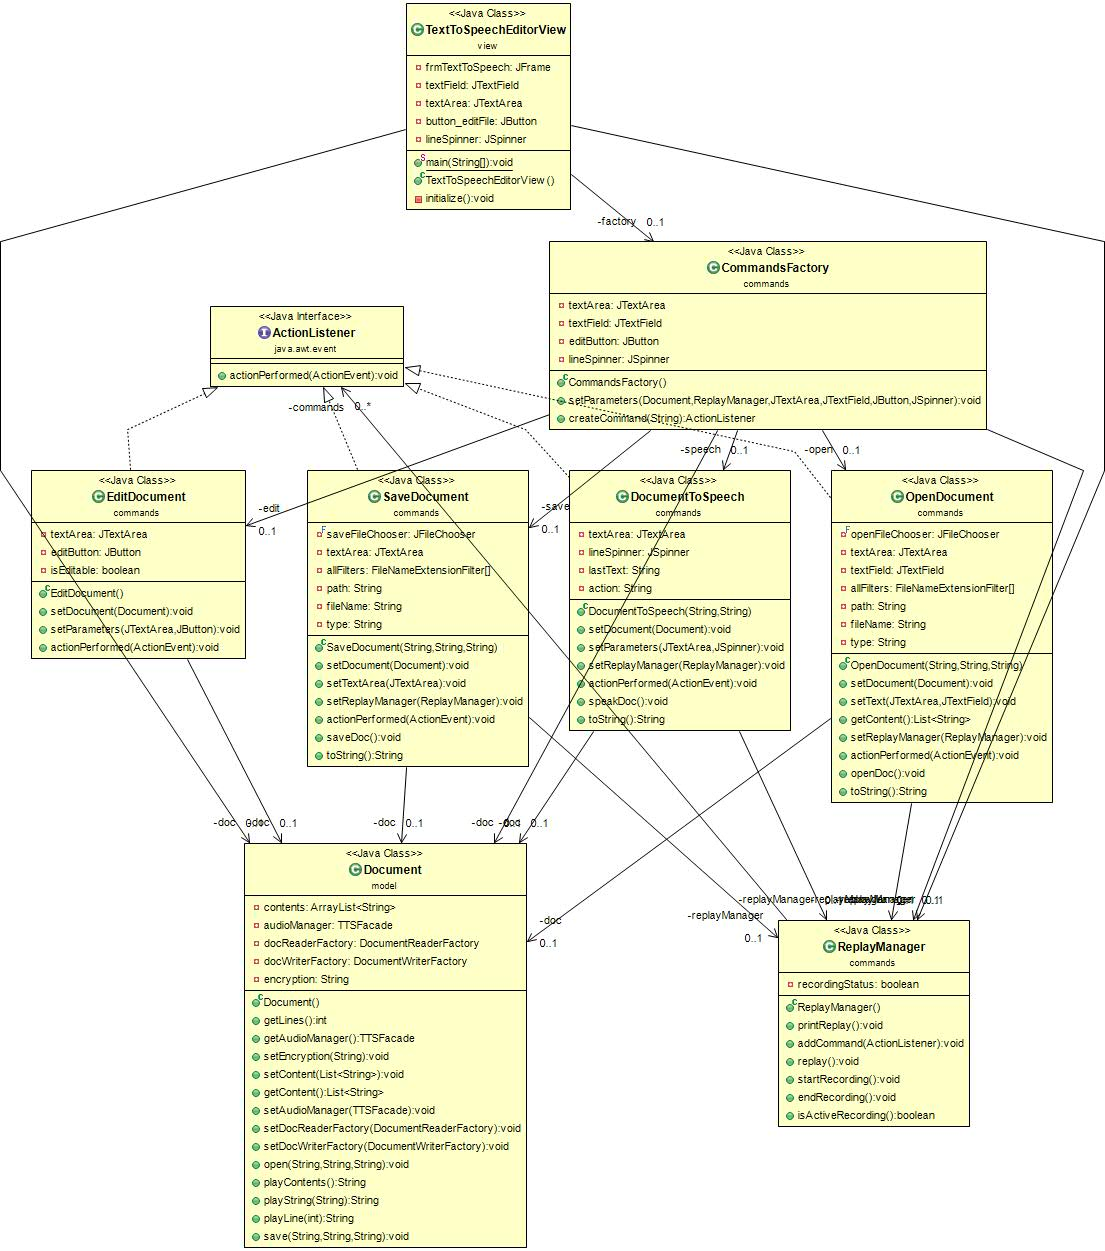 <<Java Class>>
TextToSpeechEditorView
view
frmTextToSpeech: JFrame
textField: JTextField
textArea: JTextArea
button_editFile: JButton
lineSpinner: JSpinner
main(String[]):void
TextToSpeechEditorView()
initialize():void
-factory 0..1
<<Java Class>>
CommandsFactory
commands
textArea: JTextArea
textField: JTextField
editButton: JButton
lineSpinner: JSpinner
CommandsFactory()
setParameters(Document,ReplayManager,JTextArea,JTextField,JButton,JSpinner):void
createCommand(String):ActionListener
<<Java Interface>>
ActionListener
java.awt.event
actionPerformed(ActionEvent):void
-commands 0..*
-speech 0..1
-open 0..1
-edit
0..1
-save
0..1
<<Java Class>>
EditDocument
commands
textArea: JTextArea
editButton: JButton
isEditable: boolean
EditDocument()
setDocument(Document):void
setParameters(JTextArea,JButton):void
actionPerformed(ActionEvent):void
<<Java Class>>
SaveDocument
commands
saveFileChooser: JFileChooser
textArea: JTextArea
allFilters: FileNameExtensionFilter[]
path: String
fileName: String
type: String
SaveDocument(String,String,String)
setDocument(Document):void
setTextArea(JTextArea):void
setReplayManager(ReplayManager):void
actionPerformed(ActionEvent):void
saveDoc():void
toString():String
<<Java Class>>
DocumentToSpeech
commands
textArea: JTextArea
lineSpinner: JSpinner
lastText: String
action: String
DocumentToSpeech(String,String)
setDocument(Document):void
setParameters(JTextArea,JSpinner):void
setReplayManager(ReplayManager):void
actionPerformed(ActionEvent):void
speakDoc():void
toString():String
<<Java Class>>
OpenDocument
commands
openFileChooser: JFileChooser
textArea: JTextArea
textField: JTextField
allFilters: FileNameExtensionFilter[]
path: String
fileName: String
type: String
OpenDocument(String,String,String)
setDocument(Document):void
setText(JTextArea,JTextField):void
getContent():List<String>
setReplayManager(ReplayManager):void
actionPerformed(ActionEvent):void
openDoc():void
toString():String
-doc 0..1
-doc 0..1
-doc 0..1
-doc
0..1
-replayManager
0..1
-replayManager
<<Java Class>>
Document
model
contents: ArrayList<String>
audioManager: TTSFacade
docReaderFactory: DocumentReaderFactory
docWriterFactory: DocumentWriterFactory
encryption: String
Document()
getLines():int
getAudioManager():TTSFacade
setEncryption(String):void
setContent(List<String>):void
getContent():List<String>
setAudioManager(TTSFacade):void
setDocReaderFactory(DocumentReaderFactory):void
setDocWriterFactory(DocumentWriterFactory):void
open(String,String,String):void
playContents():String
playString(String):String
playLine(int):String
save(String,String,String):void
<<Java Class>>
ReplayManager
commands
recordingStatus: boolean
ReplayManager()
printReplay():void
addCommand(ActionListener):void
replay():void
startRecording():void
endRecording():void
isActiveRecording():boolean